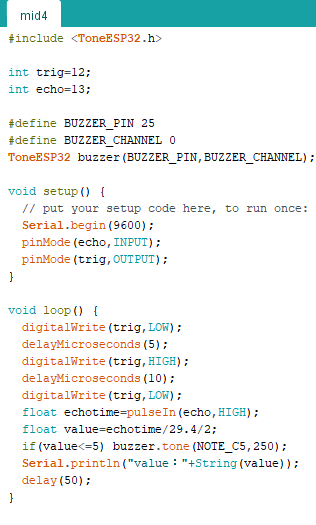 mid4
#include <ToneESP32.h>
int trig=12;
int echo=13;
#define BUZZER_PIN 25
#define BUZZER_CHANNEL 0
ToneESP32 buzzer(BUZZER_PIN,BUZZER_CHANNEL);
void setup() {
  // put your setup code here, to run once:
  Serial.begin(9600);
  pinMode(echo,INPUT);
  pinMode(trig,OUTPUT);
}
void loop() {
  digitalWrite(trig,LOW);
  delayMicroseconds(5);
  digitalWrite(trig,HIGH);
  delayMicroseconds(10);
  digitalWrite(trig,LOW);
  float echotime=pulseIn(echo,HIGH);
  float value=echotime/29.4/2;
  if(value<=5) buzzer.tone(NOTE_C5,250);
  Serial.println("value："+String(value));
  delay(50);
}